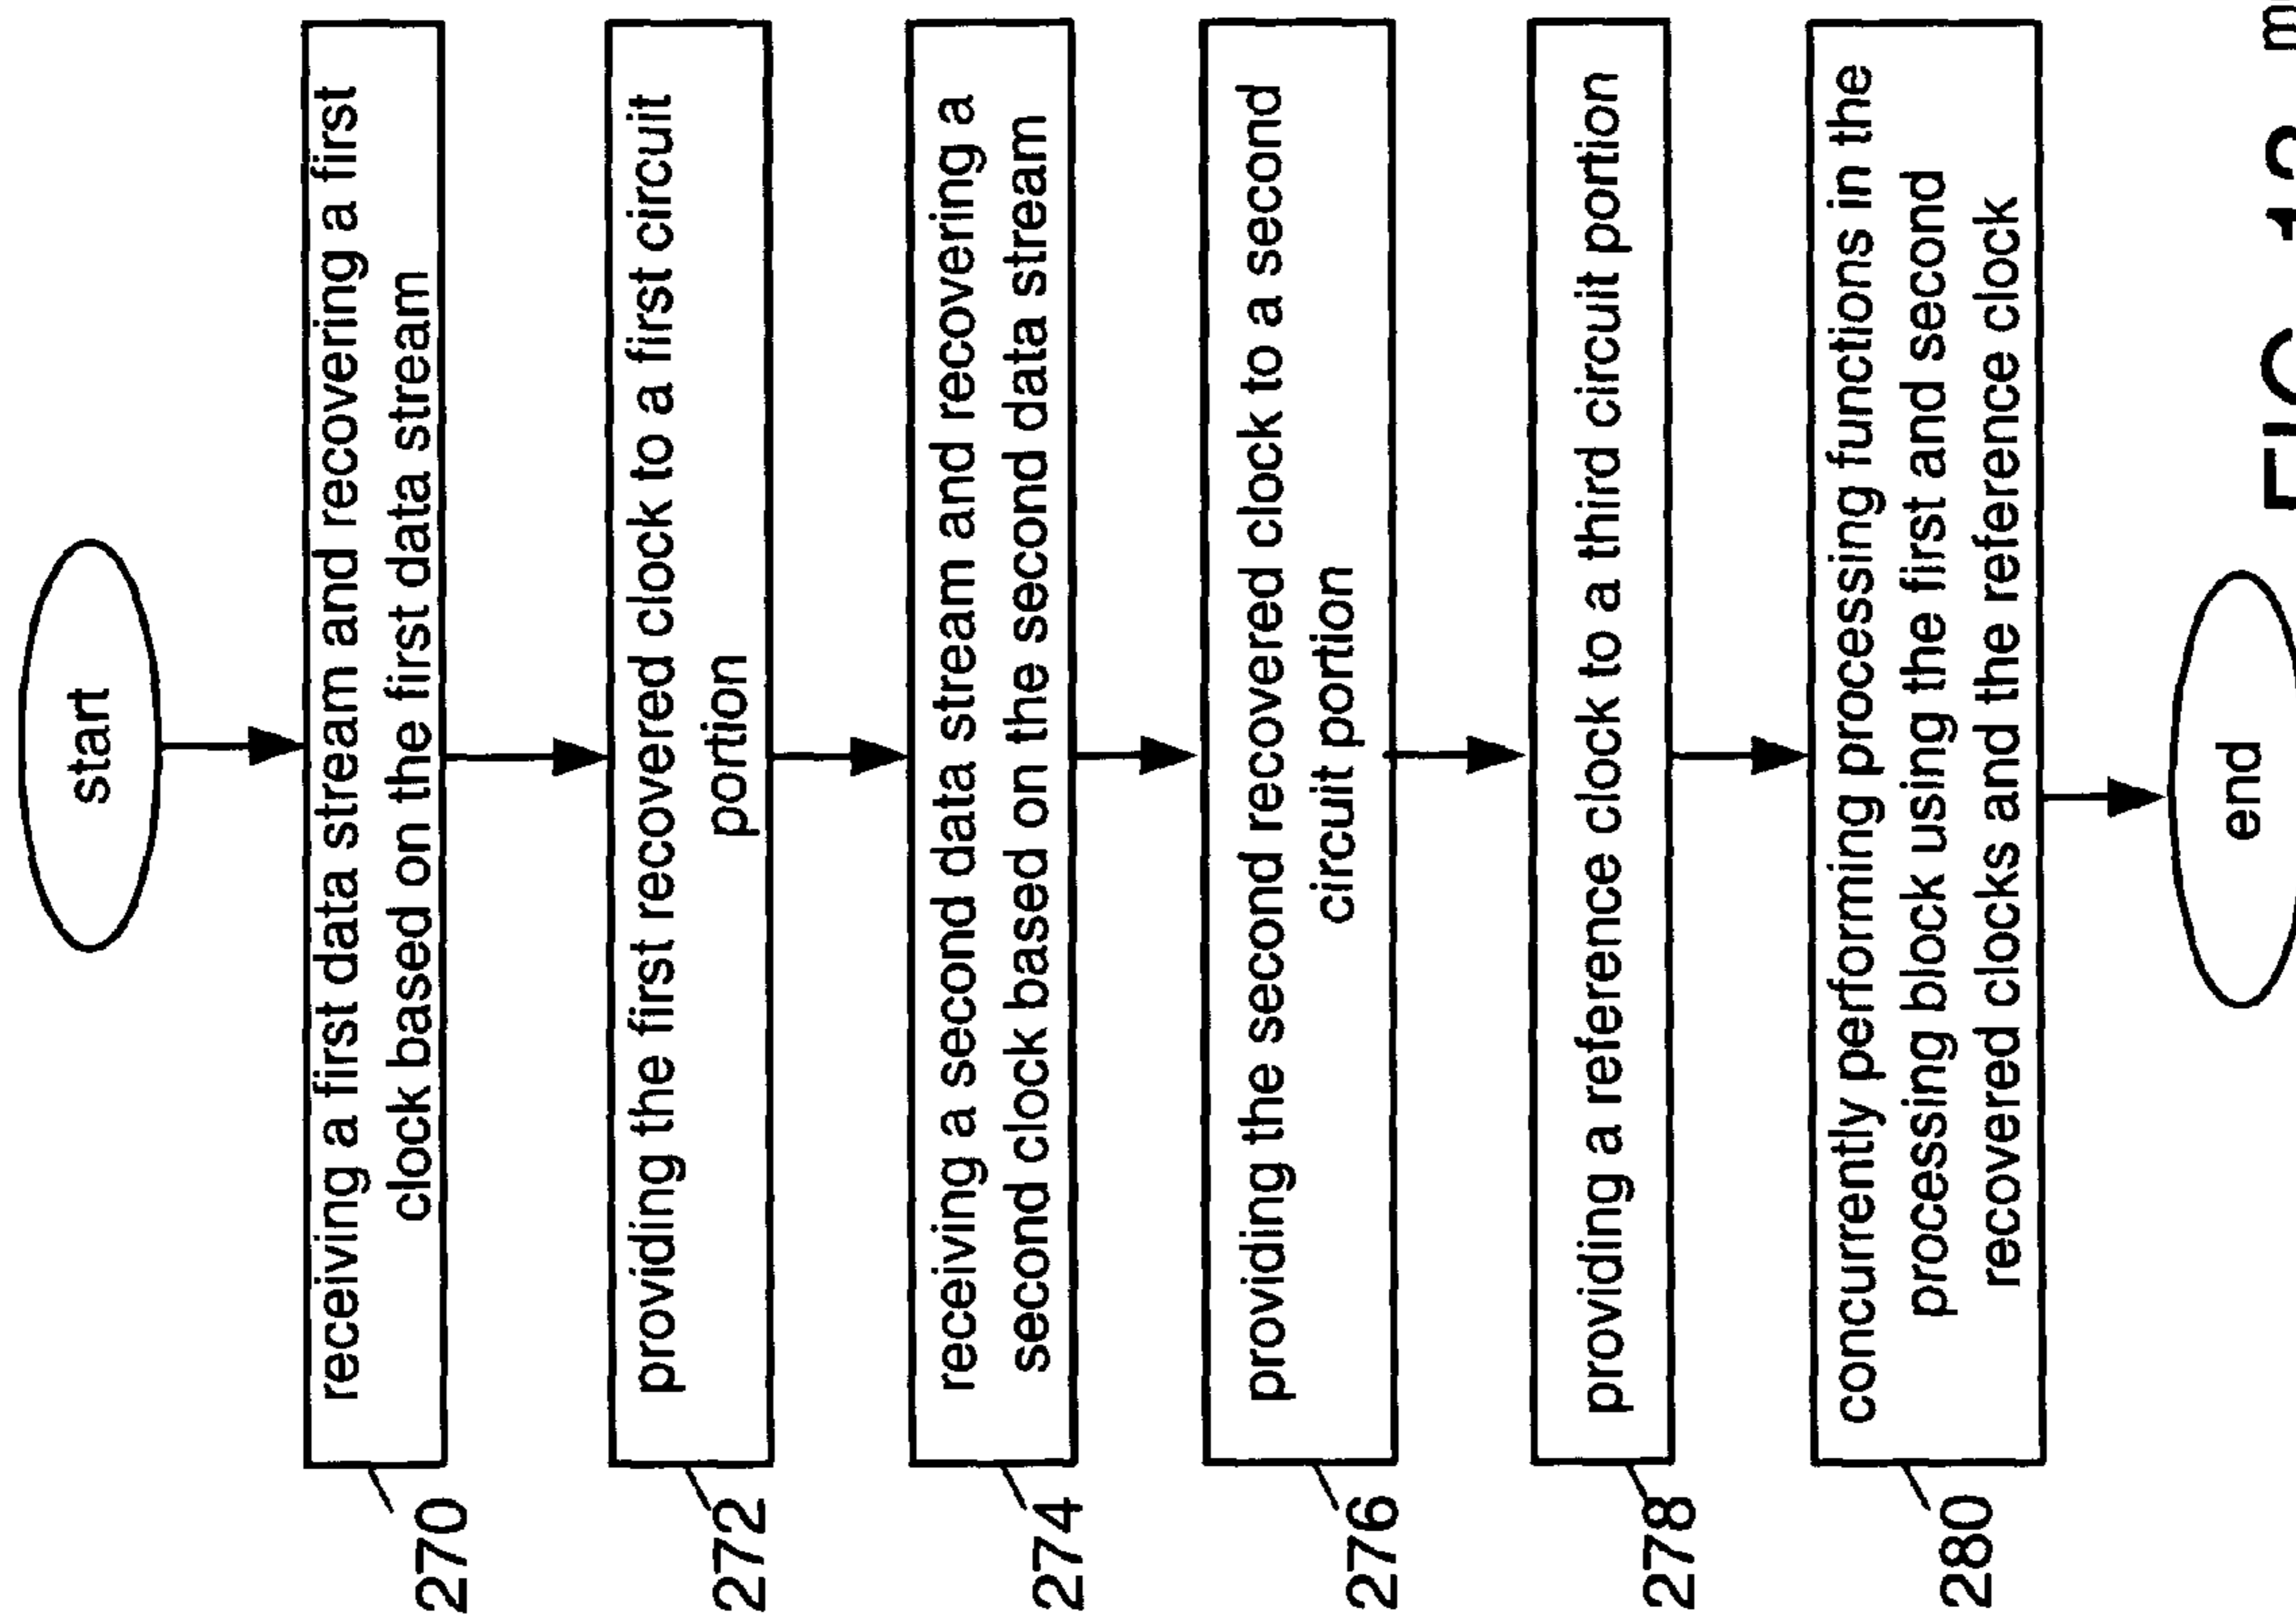 start
receiving a first data stream and recovering a first
clock based on the first data stream
270
providing the first recovered clock to a first circuit
portion
272
receiving a second data stream and recovering a
second clock based on the second data stream
274
providing the second recovered clock to a second
circuit portion
276
providing a reference clock to a third circuit portion
278
concurrently performing processing functions in the
processing block using the first and second
recovered clocks and the reference clock
280
end